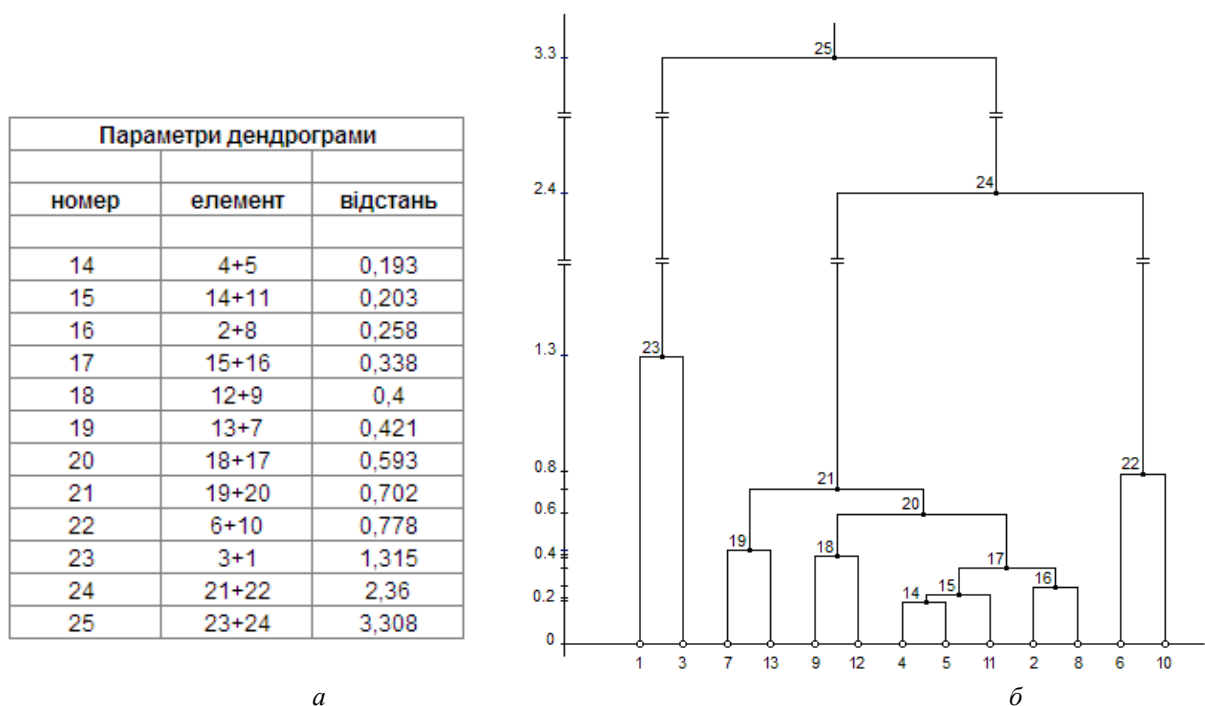 Параметри дендрограми
номер елемент відстань
14 4+5 0,193
15 14+11 0,203
16 2+8 0,258
17 15+16 0,338
18 12+9 0,4
19 13+7 0,421
20 18+17 0,593
21 19+20 0,702
22 6+10 0,778
23 3+1 1,315
24 21+22 2,36
25 23+24 3,308
а
3.3 25
2.4 24
1.3 23
0.8 22
21
0.6 20
0.4 19 18
17
16
0.2 14 15
0
1 3 7 13 9 12 4 5 11 2 8 6 10
б